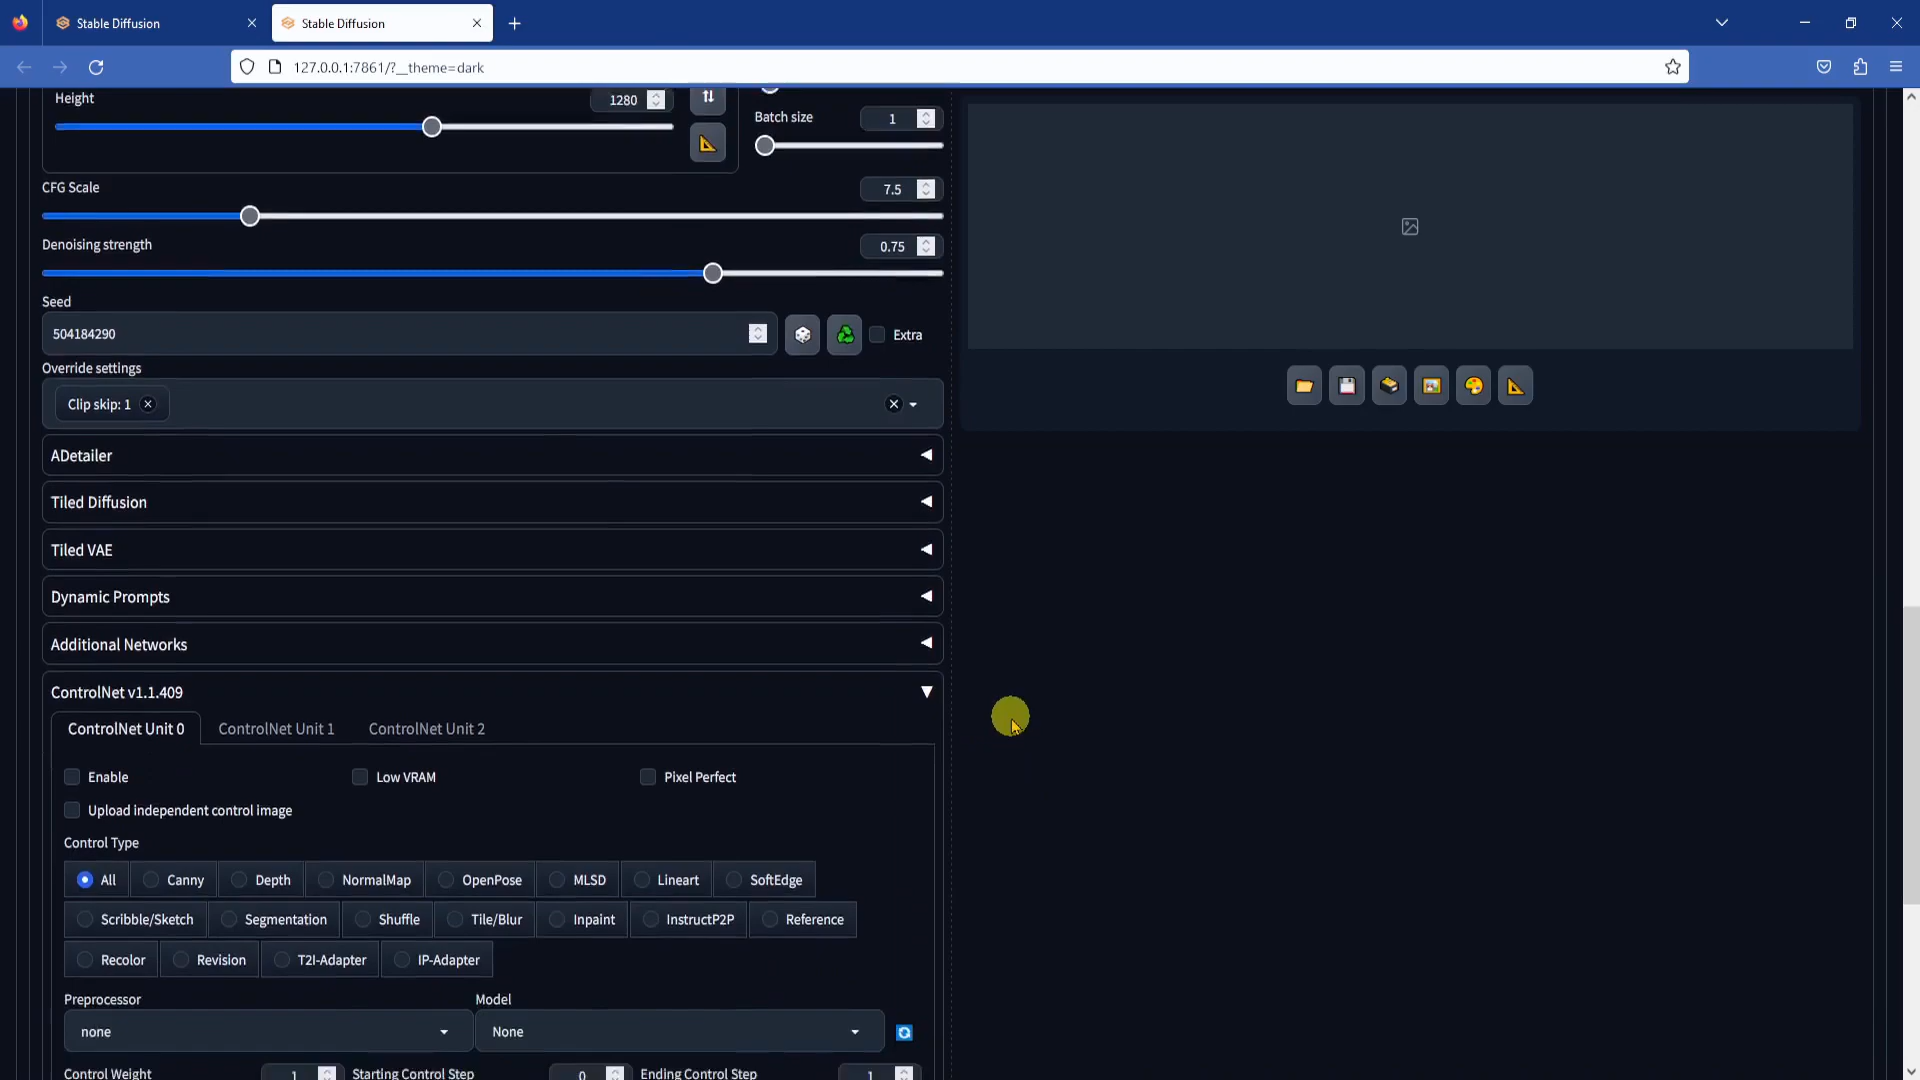 Stable Diffusion
Stable Diffusion
127.0.0.1:7861/?__theme=dark
Height
1280
Batch size
1
CFG Scale
7.5
Denoising strength
0.75
Seed
504184290
Extra
Override settings
Clip skip: 1
ADetailer
Tiled Diffusion
Tiled VAE
Dynamic Prompts
Additional Networks
ControlNet v1.1.409
ControlNet Unit 0 ControlNet Unit 1 ControlNet Unit 2
Enable Low VRAM Pixel Perfect
Upload independent control image
Control Type
All Canny Depth NormalMap OpenPose MLSD Lineart SoftEdge
Scribble/Sketch Segmentation Shuffle Tile/Blur Inpaint InstructP2P Reference
Recolor Revision T2I-Adapter IP-Adapter
Preprocessor Model
none None
Control Weight 1 Starting Control Step 0 Ending Control Step 1